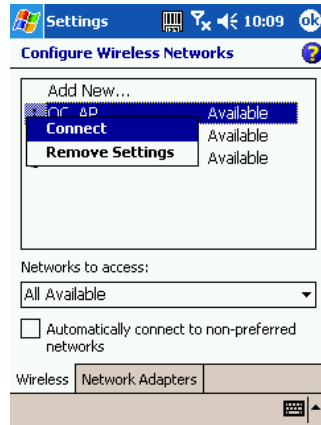 Settings 10:09 ok
Configure Wireless Networks
Add New...
OC_AP Available
Connect
Available
Remove Settings
Available
Networks to access:
All Available
Automatically connect to non-preferred
networks
Wireless Network Adapters